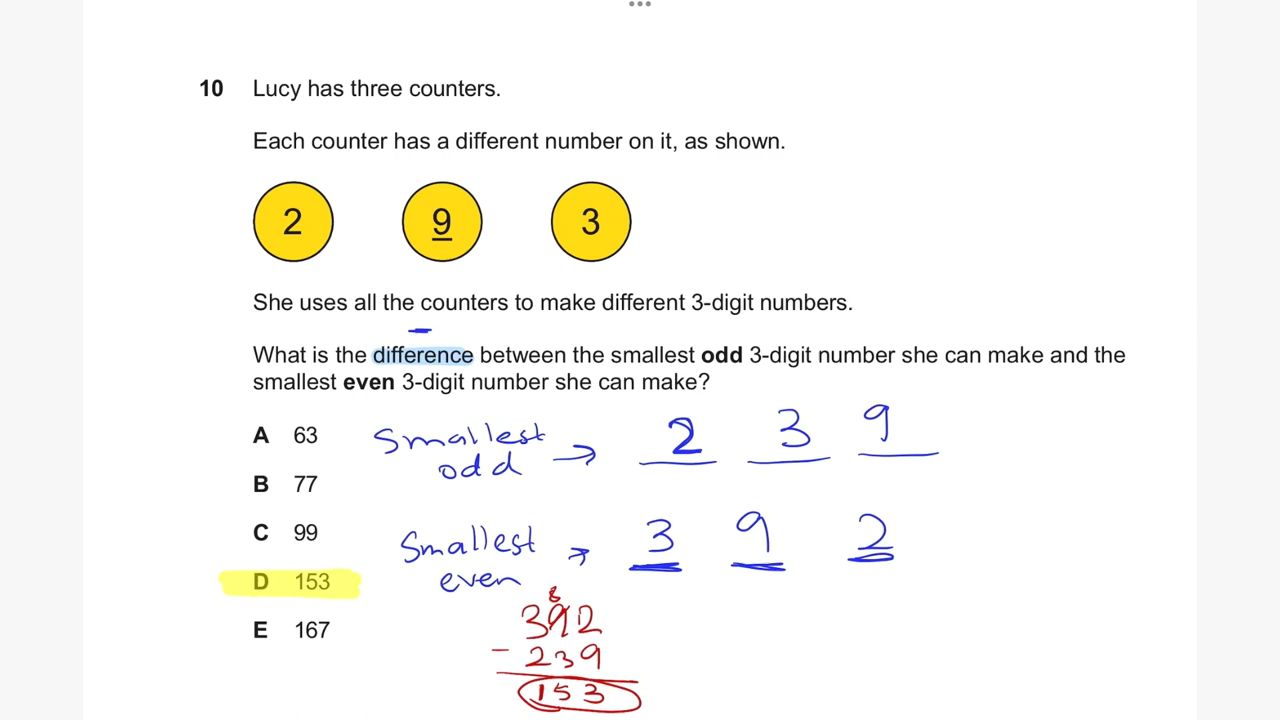 10 Lucy has three counters.
Each counter has a different number on it, as shown.
2 9 3
She uses all the counters to make different 3-digit numbers.
What is the difference between the smallest odd 3-digit number she can make and the
smallest even 3-digit number she can make?
A 63
B 77
C 99
D 153
E 167
Smallest
odd → 2 3 9
Smallest
even → 3 9 2
8
392
- 239
153